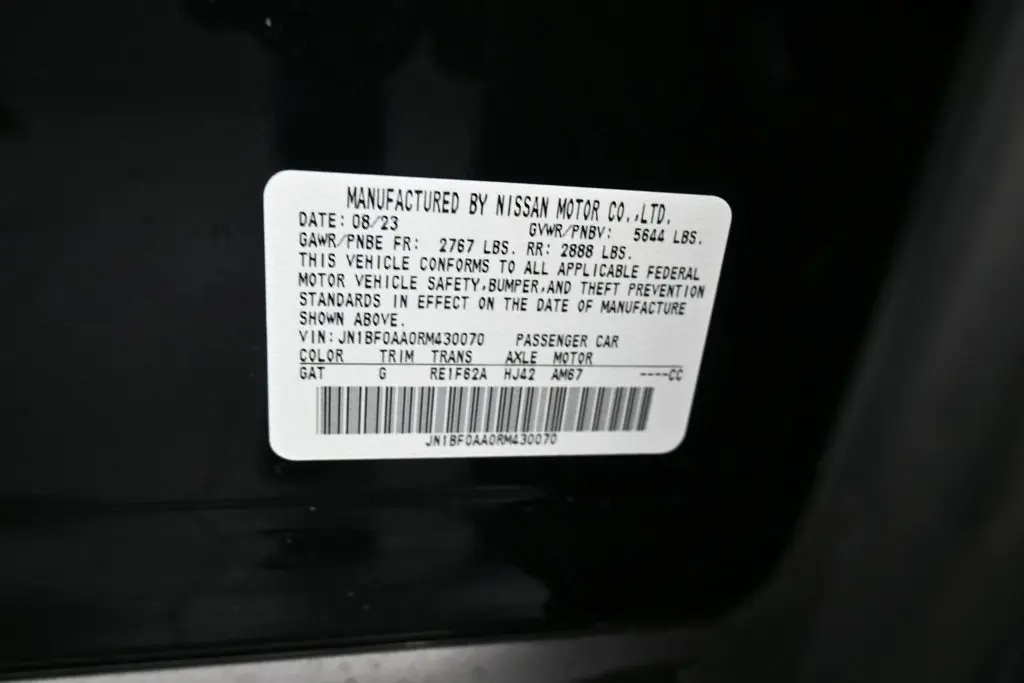 MANUFACTURED BY NISSAN MOTOR CO.,LTD.
DATE: 08/23 GVWR/PNBV: 5644 LBS.
GAWR/PNBE FR: 2767 LBS. RR: 2888 LBS.
THIS VEHICLE CONFORMS TO ALL APPLICABLE FEDERAL
MOTOR VEHICLE SAFETY,BUMPER,AND THEFT PREVENTION
STANDARDS IN EFFECT ON THE DATE OF MANUFACTURE
SHOWN ABOVE.
VIN: JN1BF0AA0RM430070 PASSENGER CAR
COLOR TRIM TRANS AXLE MOTOR
GAT G RE1F62A HJ42 AM67 ----CC
JN1BF0AA0RM430070